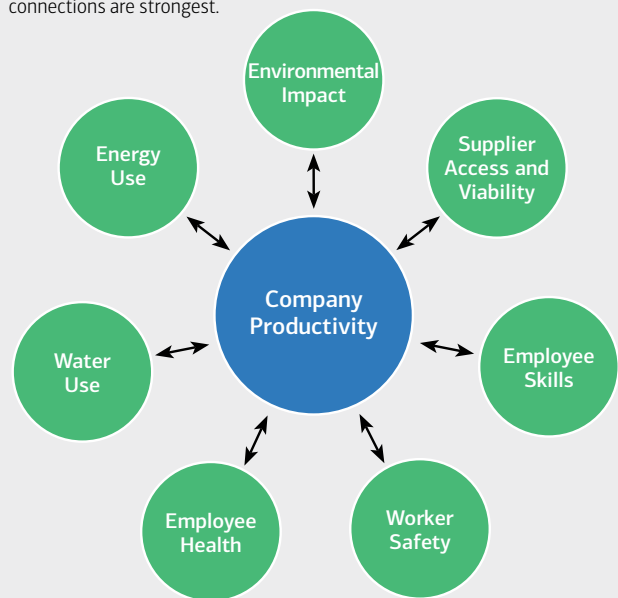 connections are strongest.
Environmental
Impact
Supplier
Access and
Viability
Employee
Skills
Worker
Safety
Employee
Health
Water
Use
Energy
Use
Company
Productivity